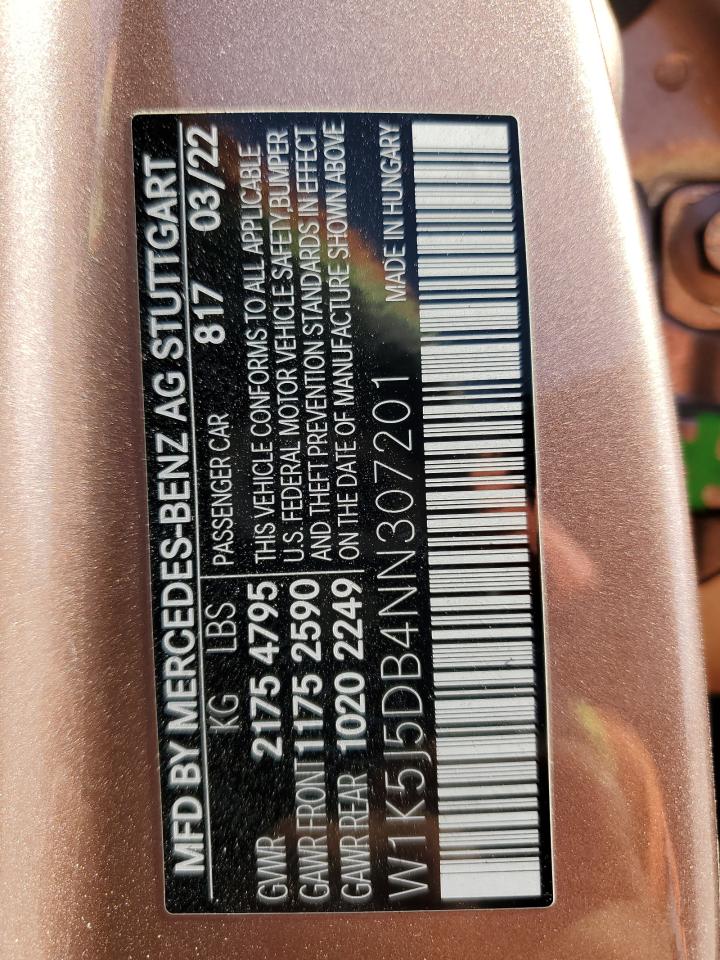 MFD BY MERCEDES-BENZ AG STUTTGART
KG LBS PASSENGER CAR 817 03/22
GVWR 2175 4795 THIS VEHICLE CONFORMS TO ALL APPLICABLE
GAWR FRONT 1175 2590 U.S. FEDERAL MOTOR VEHICLE SAFETY, BUMPER
GAWR REAR 1020 2249 AND THEFT PREVENTION STANDARDS IN EFFECT
ON THE DATE OF MANUFACTURE SHOWN ABOVE
W1K5J5DB4NN307201 MADE IN HUNGARY